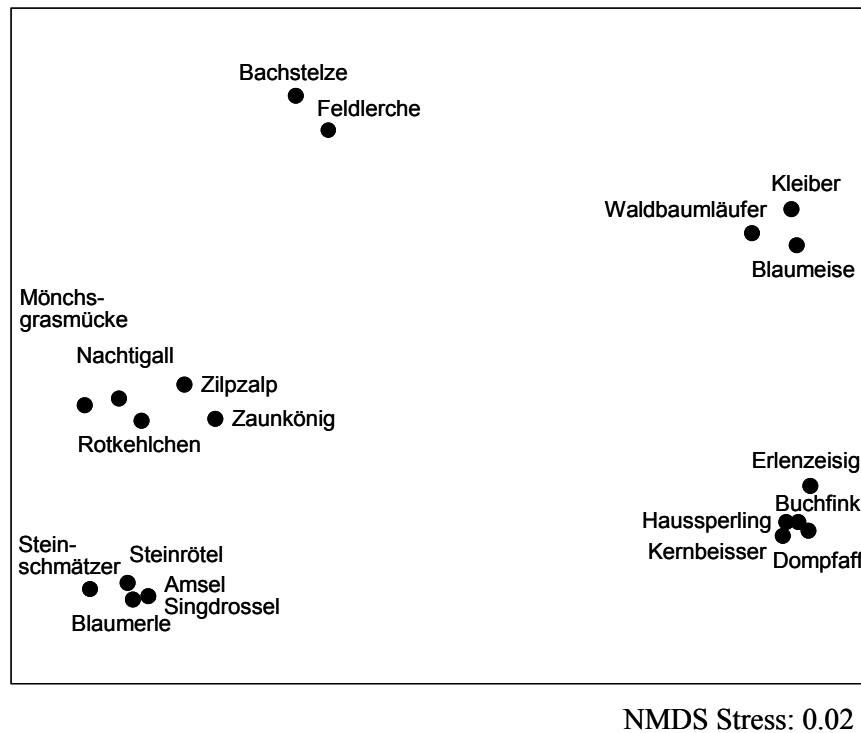 Bachstelze
Feldlerche
Kleiber
Waldbaumläufer
Blaumeise
Mönchs-
grasmücke
Nachtigall
Zilpzalp
Zaunkönig
Rotkehlchen
Erlenzeisig
Buchfink
Haussperling
Kernbeisser
Dompfaff
Stein-
schmätzer
Steinrötel
Amsel
Singdrossel
Blaumerle
NMDS Stress: 0.02